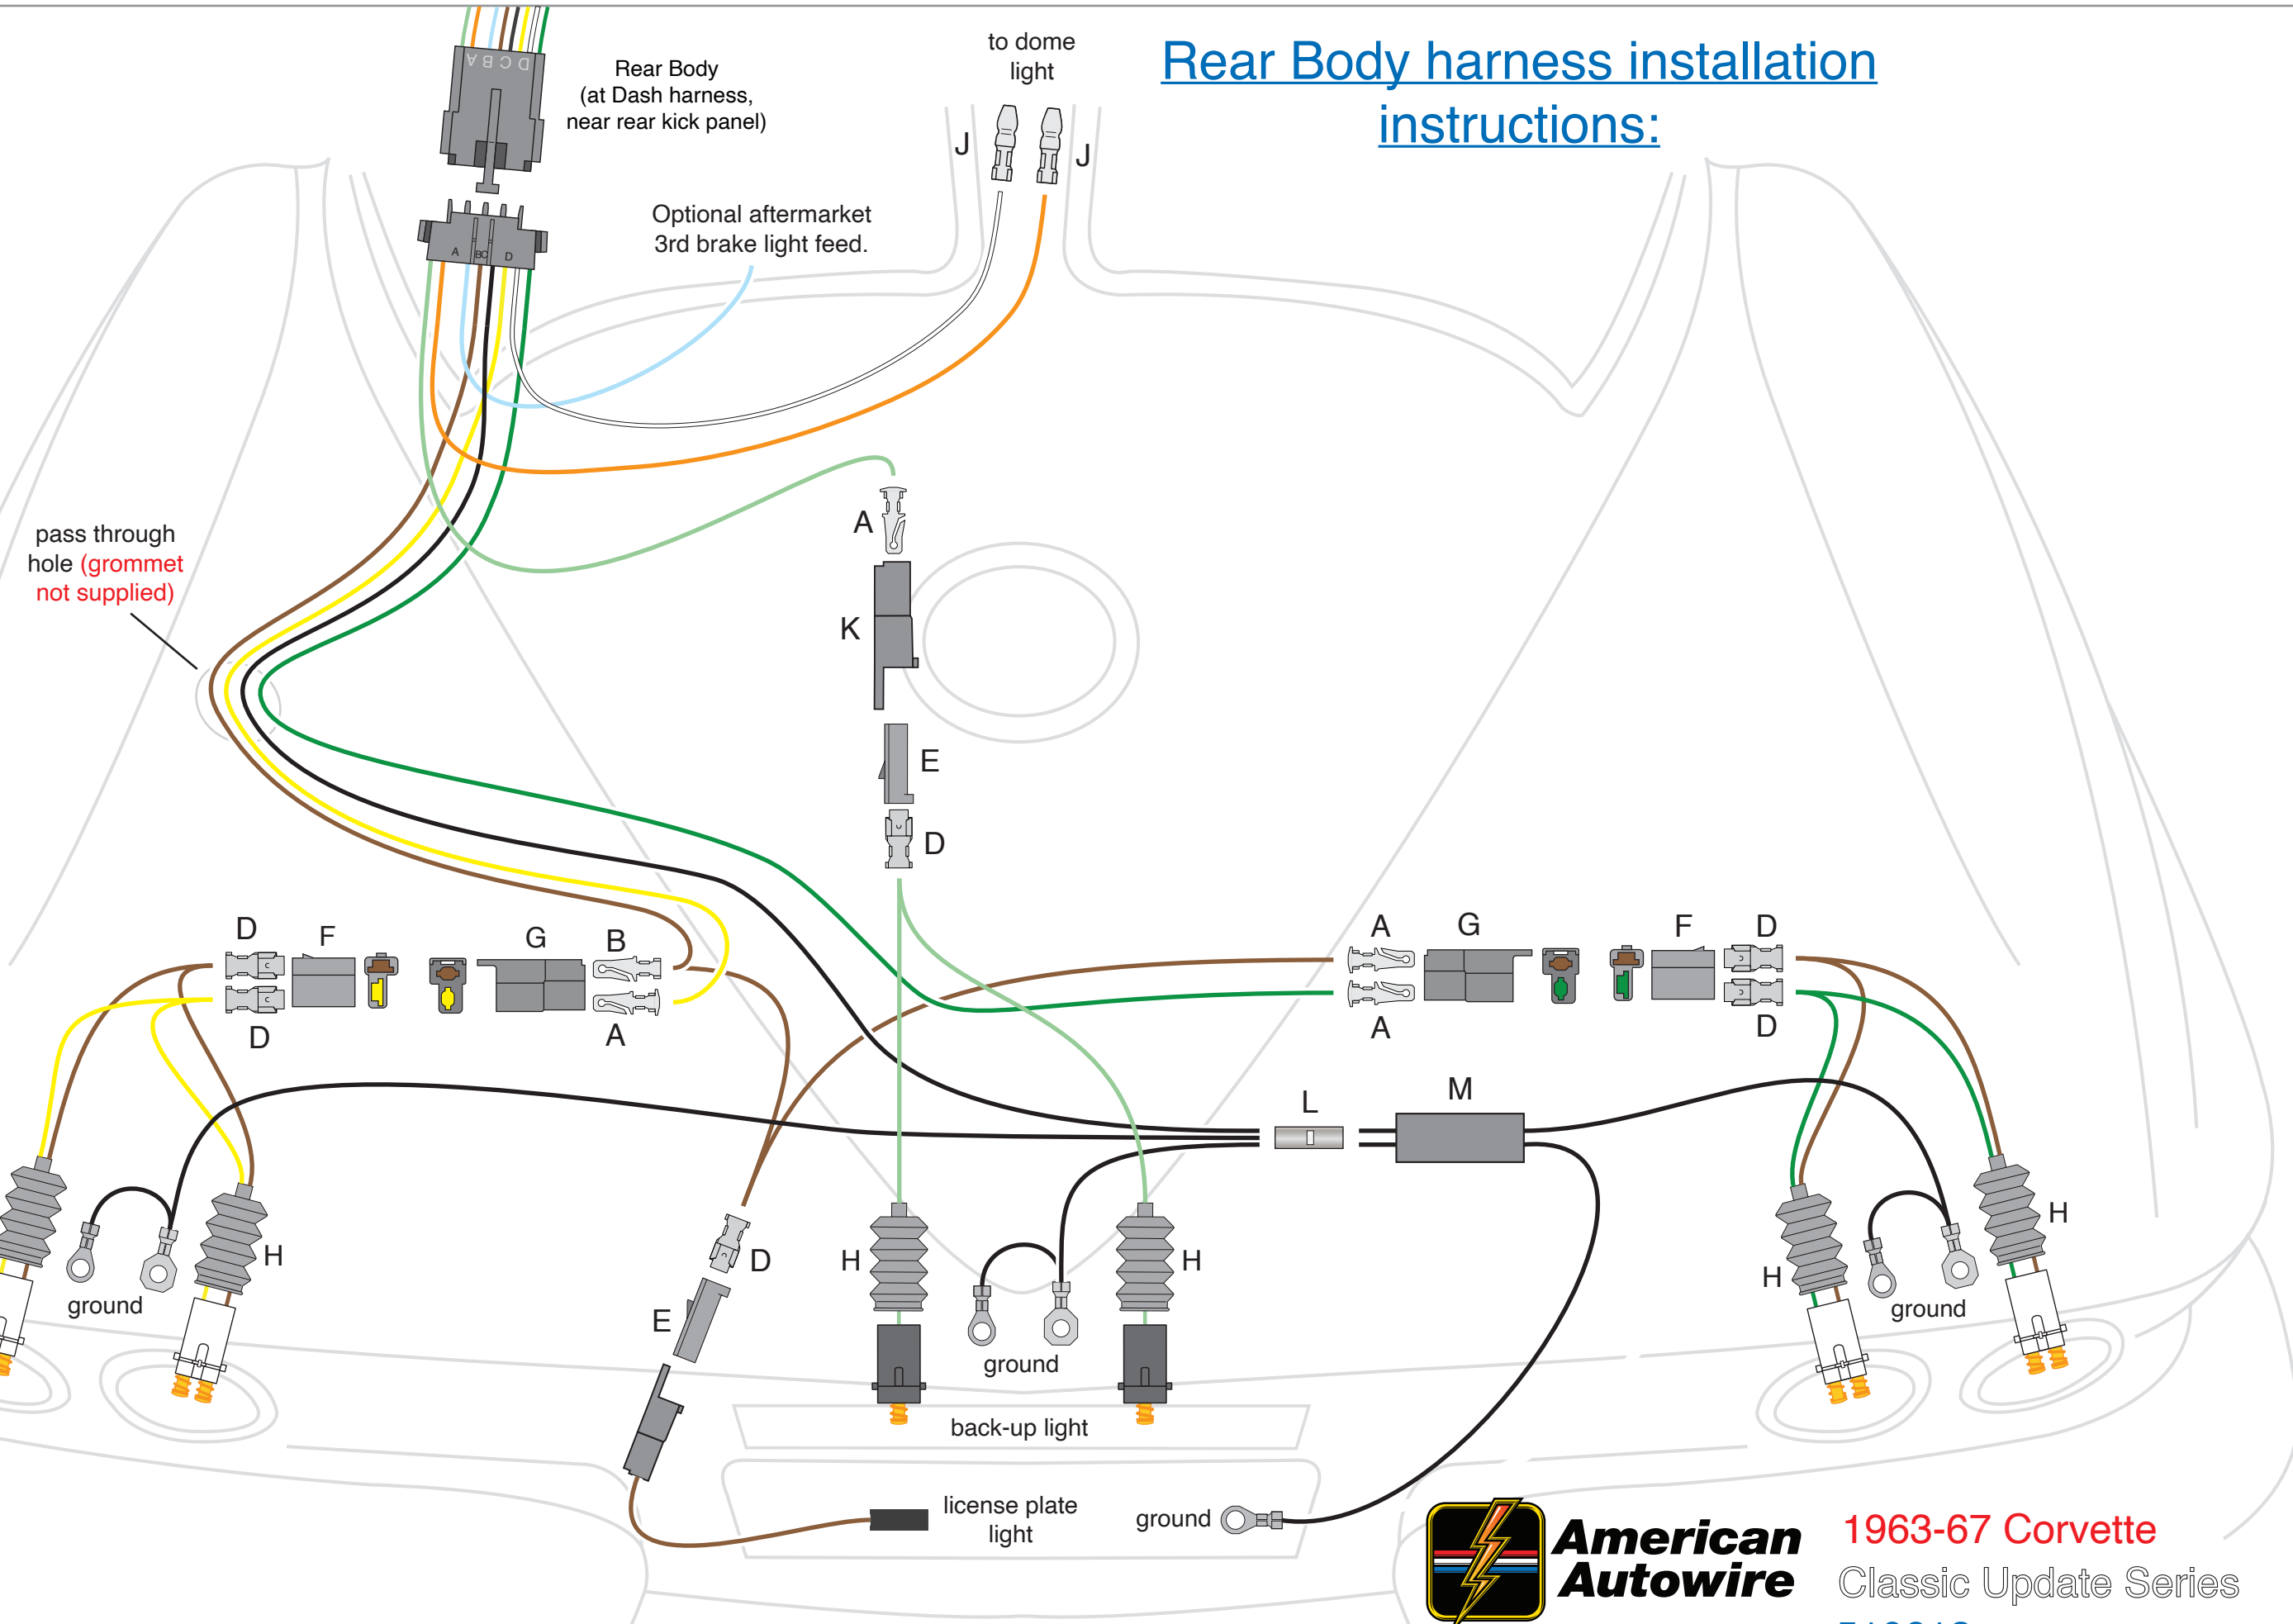 Rear Body harness installation
instructions:
D C B A
Rear Body
(at Dash harness,
near rear kick panel)
to dome
light
J
J
A BC D
Optional aftermarket
3rd brake light feed.
pass through
hole (grommet
not supplied)
A
K
E
D
D
F
G
B
D
A
A
G
F
D
A
D
L
M
H
ground
D
E
H
H
ground
H
H
ground
back-up light
license plate
light
ground
American
Autowire
1963-67 Corvette
Classic Update Series